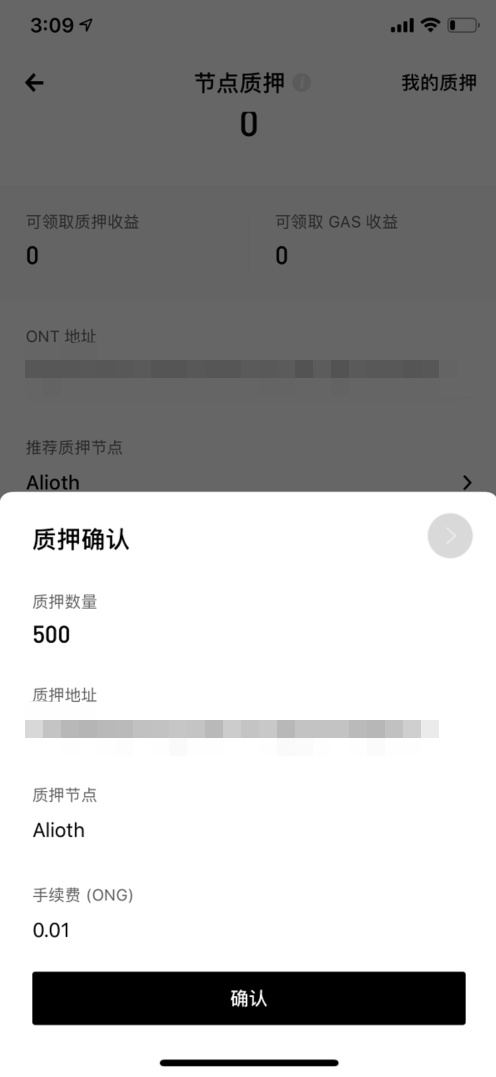 3:09
节点质押
我的质押
0
可领取质押收益
可领取 GAS 收益
0
0
ONT 地址
推荐质押节点
Alioth
质押确认
质押数量
500
质押地址
质押节点
Alioth
手续费 (ONG)
0.01
确认